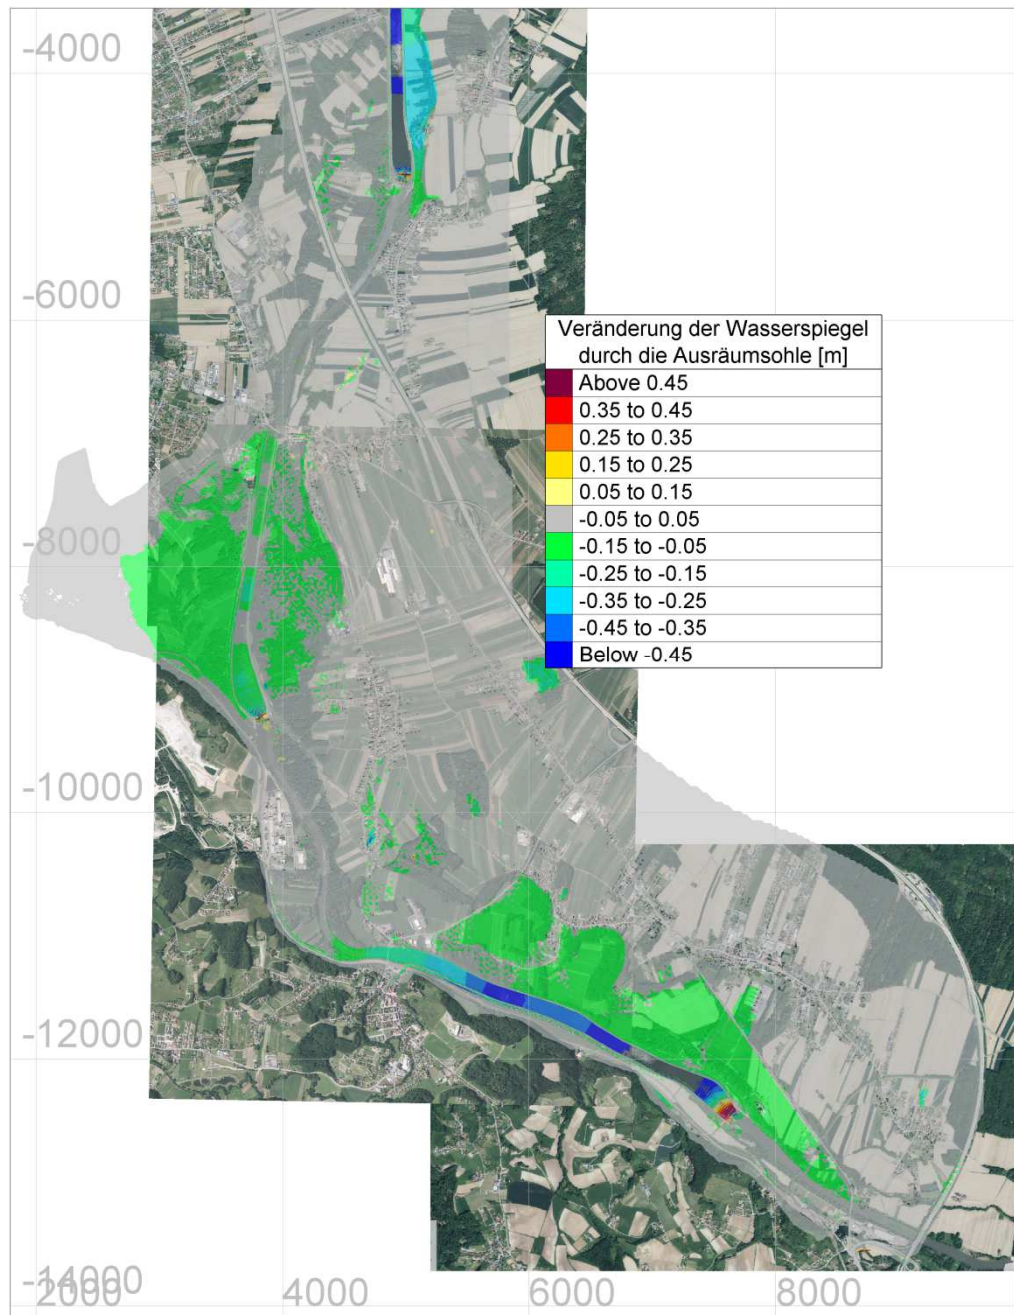 -4000
-6000
Veränderung der Wasserspiegel
durch die Ausräumsohle [m]
Above 0.45
0.35 to 0.45
0.25 to 0.35
0.15 to 0.25
0.05 to 0.15
-0.05 to 0.05
-0.15 to -0.05
-0.25 to -0.15
-0.35 to -0.25
-0.45 to -0.35
Below -0.45
-8000
-10000
-12000
-14000
2000 4000 6000 8000